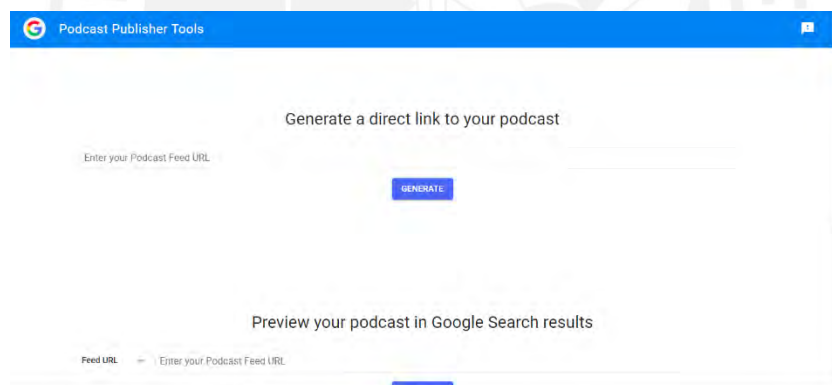 Podcast Publisher Tools
Generate a direct link to your podcast
Enter your Podcast Feed URL
GENERATE
Preview your podcast in Google Search results
Feed URL
Enter your Podcast Feed URL